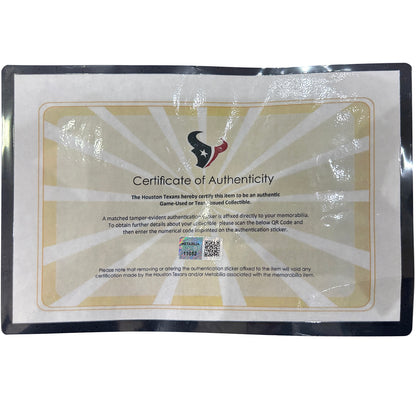 Certificate of Authenticity
The Houston Texans hereby certify this item to be an authentic
Game-Used or Team Issued Collectible.
A matched tamper-evident authentication sticker is affixed directly to your memorabilia.
To obtain further details about your collectible, please scan the below QR Code and
then enter the numerical code imprinted on the authentication sticker.
METABILIA
Please note that removing or altering the authentication sticker affixed to the item will void any
certification made by the Houston Texans and/or Metabilia associated with the memorabilia item.